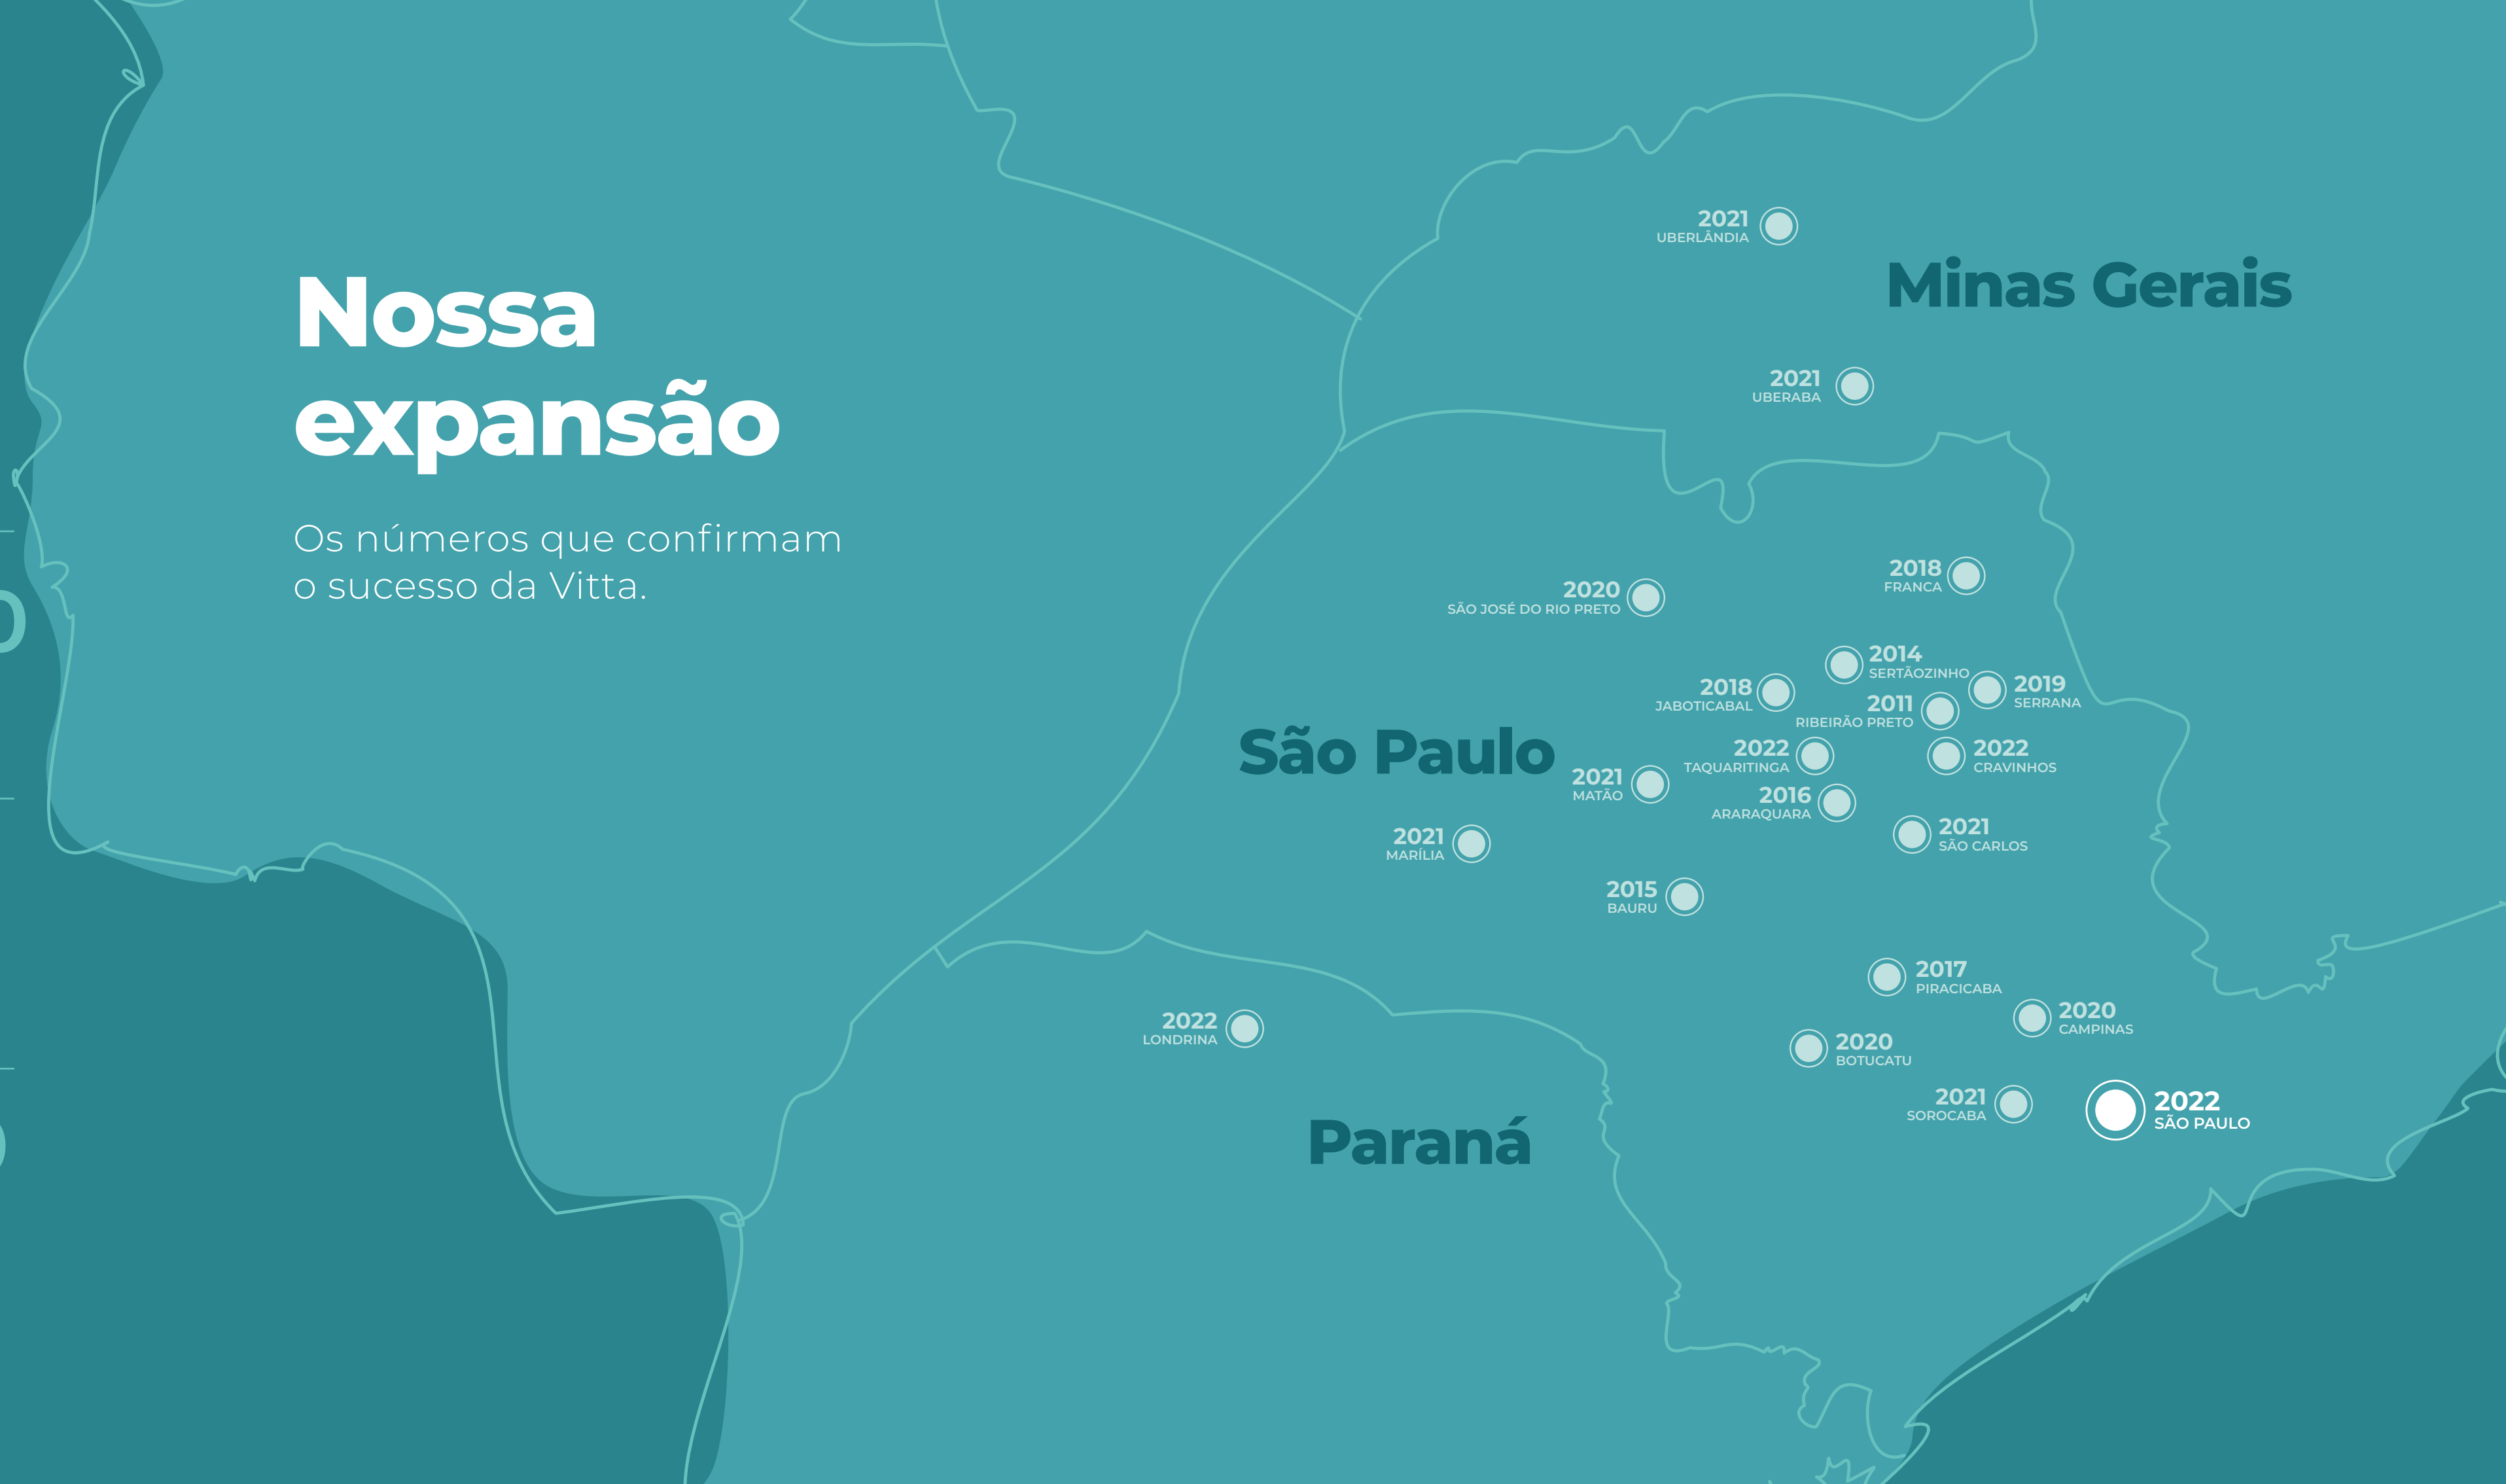 Nossa
expansão
Os números que confirmam
o sucesso da Vitta.
2021
UBERLÂNDIA
Minas Gerais
2021
UBERABA
2018
FRANCA
2020
SÃO JOSÉ DO RIO PRETO
2014
SERTÃOZINHO
2019
SERRANA
2018
JABOTICABAL
2011
RIBEIRÃO PRETO
São Paulo
2022
TAQUARITINGA
2022
CRAVINHOS
2021
MATÃO
2016
ARARAQUARA
2021
SÃO CARLOS
2021
MARÍLIA
2015
BAURU
2017
PIRACICABA
2020
CAMPINAS
2022
LONDRINA
2020
BOTUCATU
2021
SOROCABA
2022
SÃO PAULO
Paraná